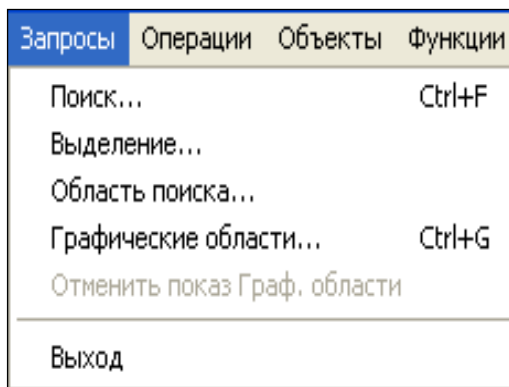 Запросы Операции Объекты Функции
Поиск... Ctrl+F
Выделение...
Область поиска...
Графические области... Ctrl+G
Отменить показ Граф. области
Выход